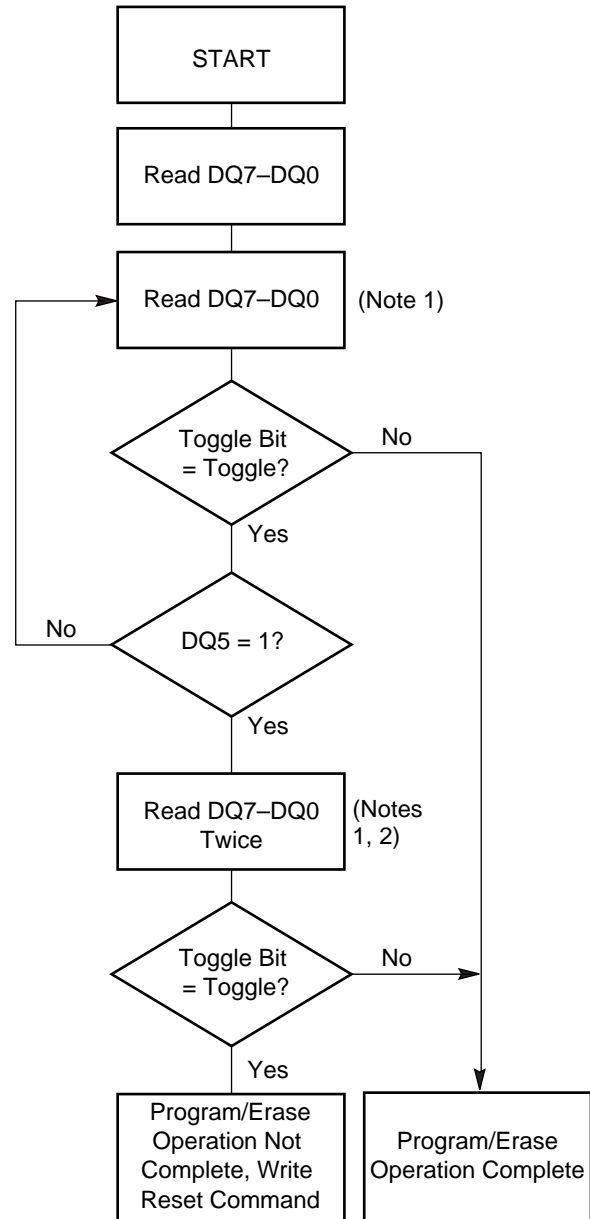 START
Read DQ7–DQ0
Read DQ7–DQ0
(Note 1)
Toggle Bit
= Toggle?
No
Yes
No
DQ5 = 1?
Yes
Read DQ7–DQ0
Twice
(Notes
1, 2)
Toggle Bit
= Toggle?
No
Yes
Program/Erase
Operation Not
Complete, Write
Reset Command
Program/Erase
Operation Complete